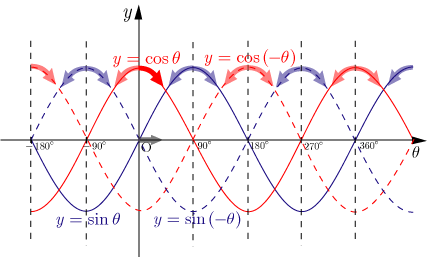 y
y = cos θ
y = cos (−θ)
−180° −90° O 90° 180° 270° 360° θ
y = sin θ
y = sin (−θ)